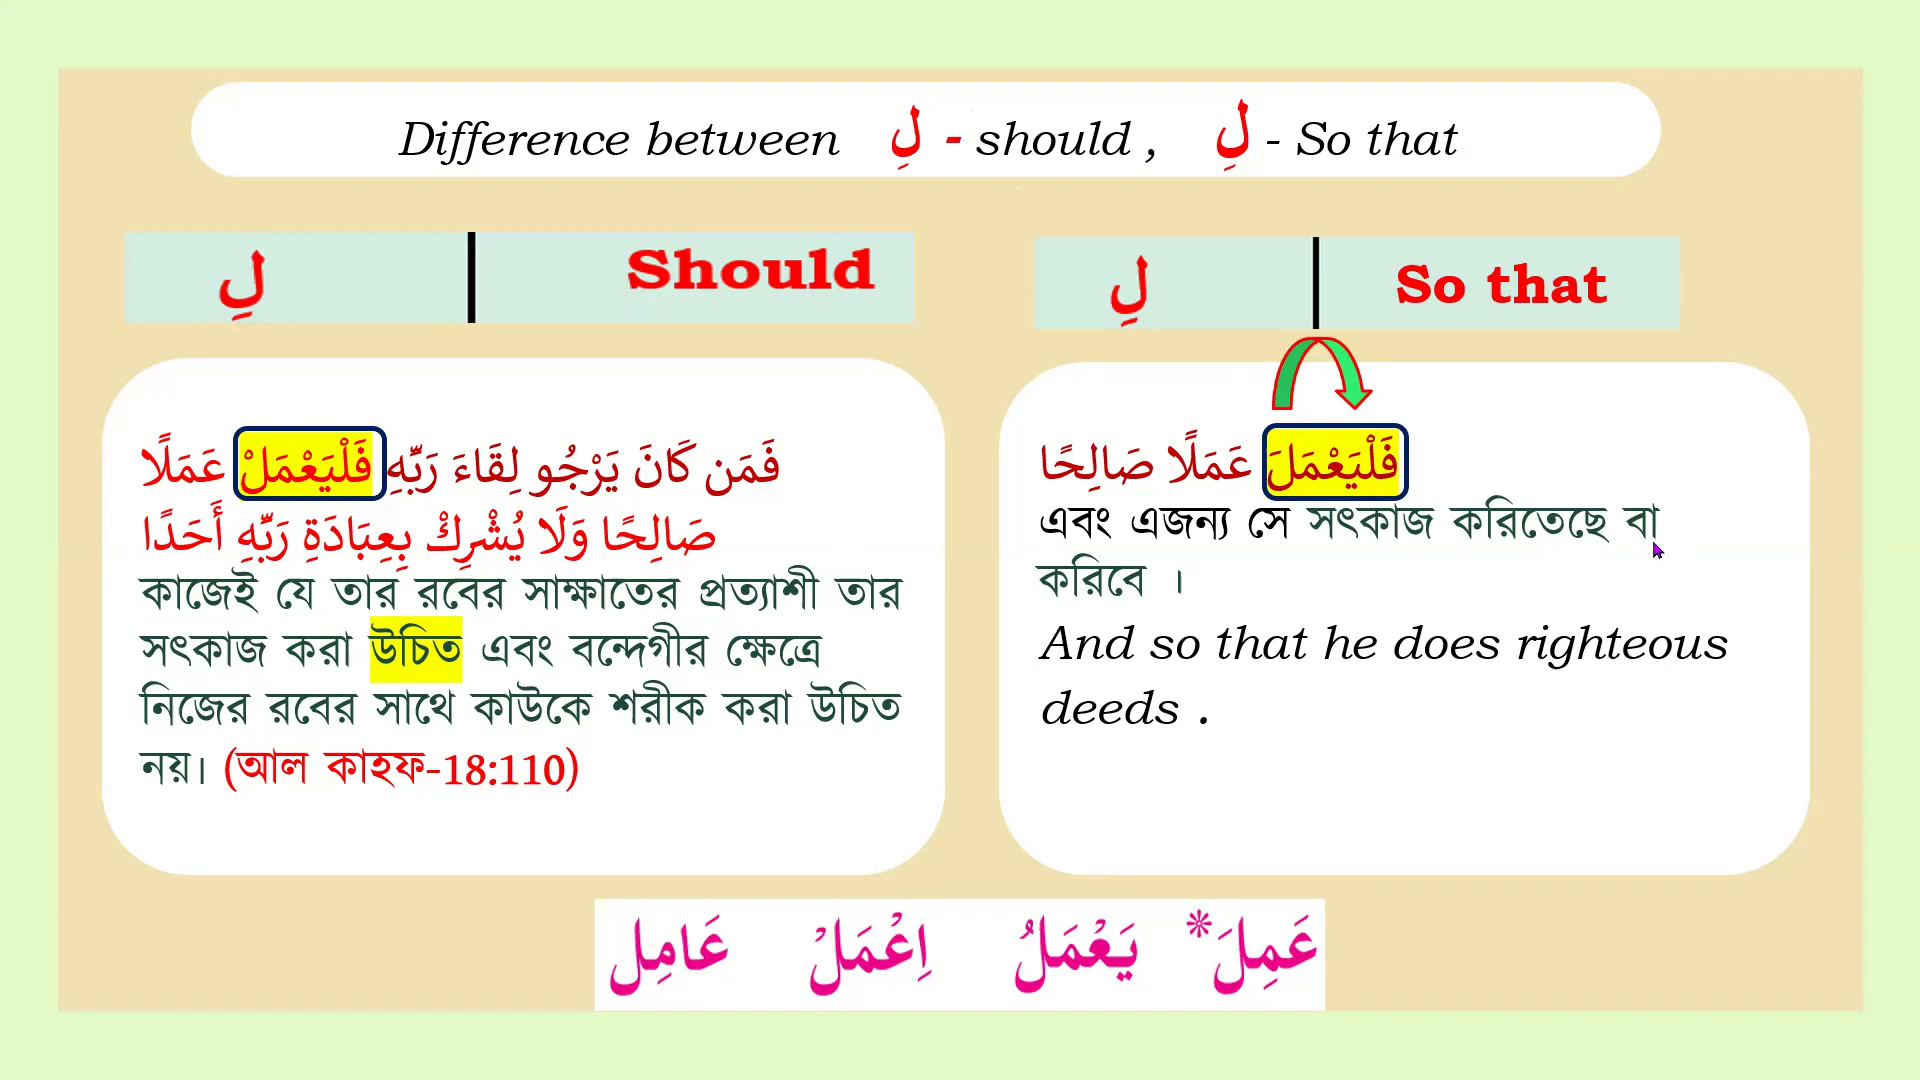 Difference between لِ - should , لِ - So that
لِ Should
لِ So that
فَمَن كَانَ يَرْجُو لِقَاءَ رَبِّهِ فَلْيَعْمَلْ عَمَلًا
صَالِحًا وَلَا يُشْرِكْ بِعِبَادَةِ رَبِّهِ أَحَدًا
কাজেই যে তার রবের সাক্ষাতের প্রত্যাশী তার
সৎকাজ করা উচিত এবং বন্দেগীর ক্ষেত্রে
নিজের রবের সাথে কাউকে শরীক করা উচিত
নয়। (আল কাহফ-18:110)
فَلْيَعْمَلَ عَمَلًا صَالِحًا
এবং এজন্য সে সৎকাজ করিতেছে বা
করিবে ।
And so that he does righteous
deeds .
عَمِلَ* يَعْمَلُ اِعْمَلْ عَامِل